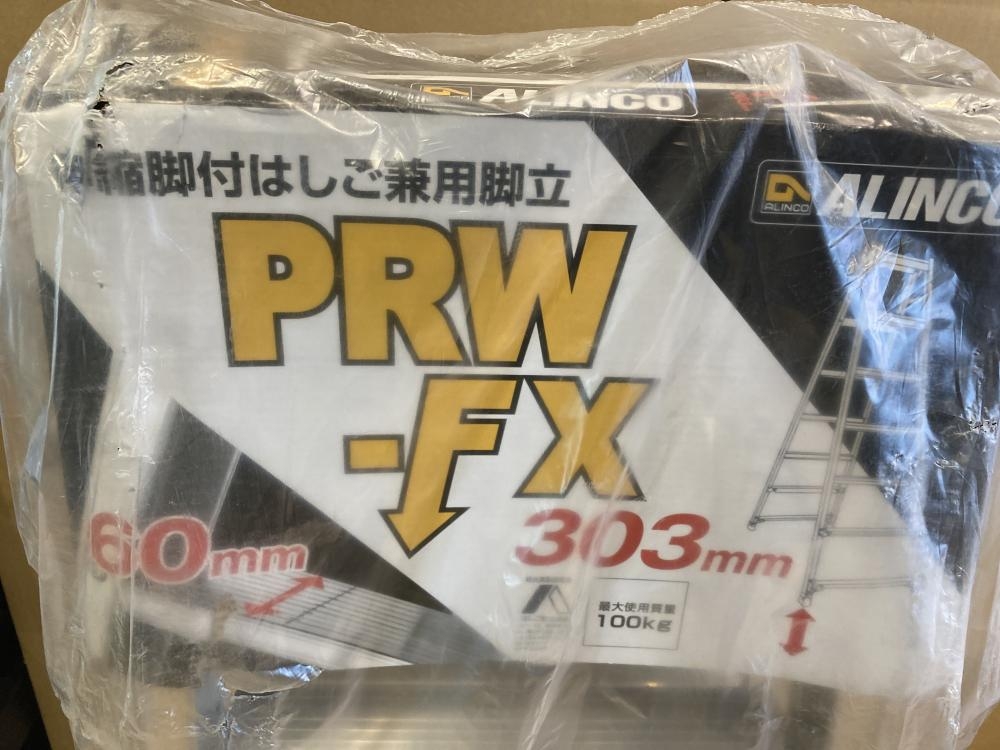 ALINCO
伸縮脚付はしご兼用脚立
ALINCO
ALINCO
PRW
-FX
60mm
303mm
最大使用質量
100kg